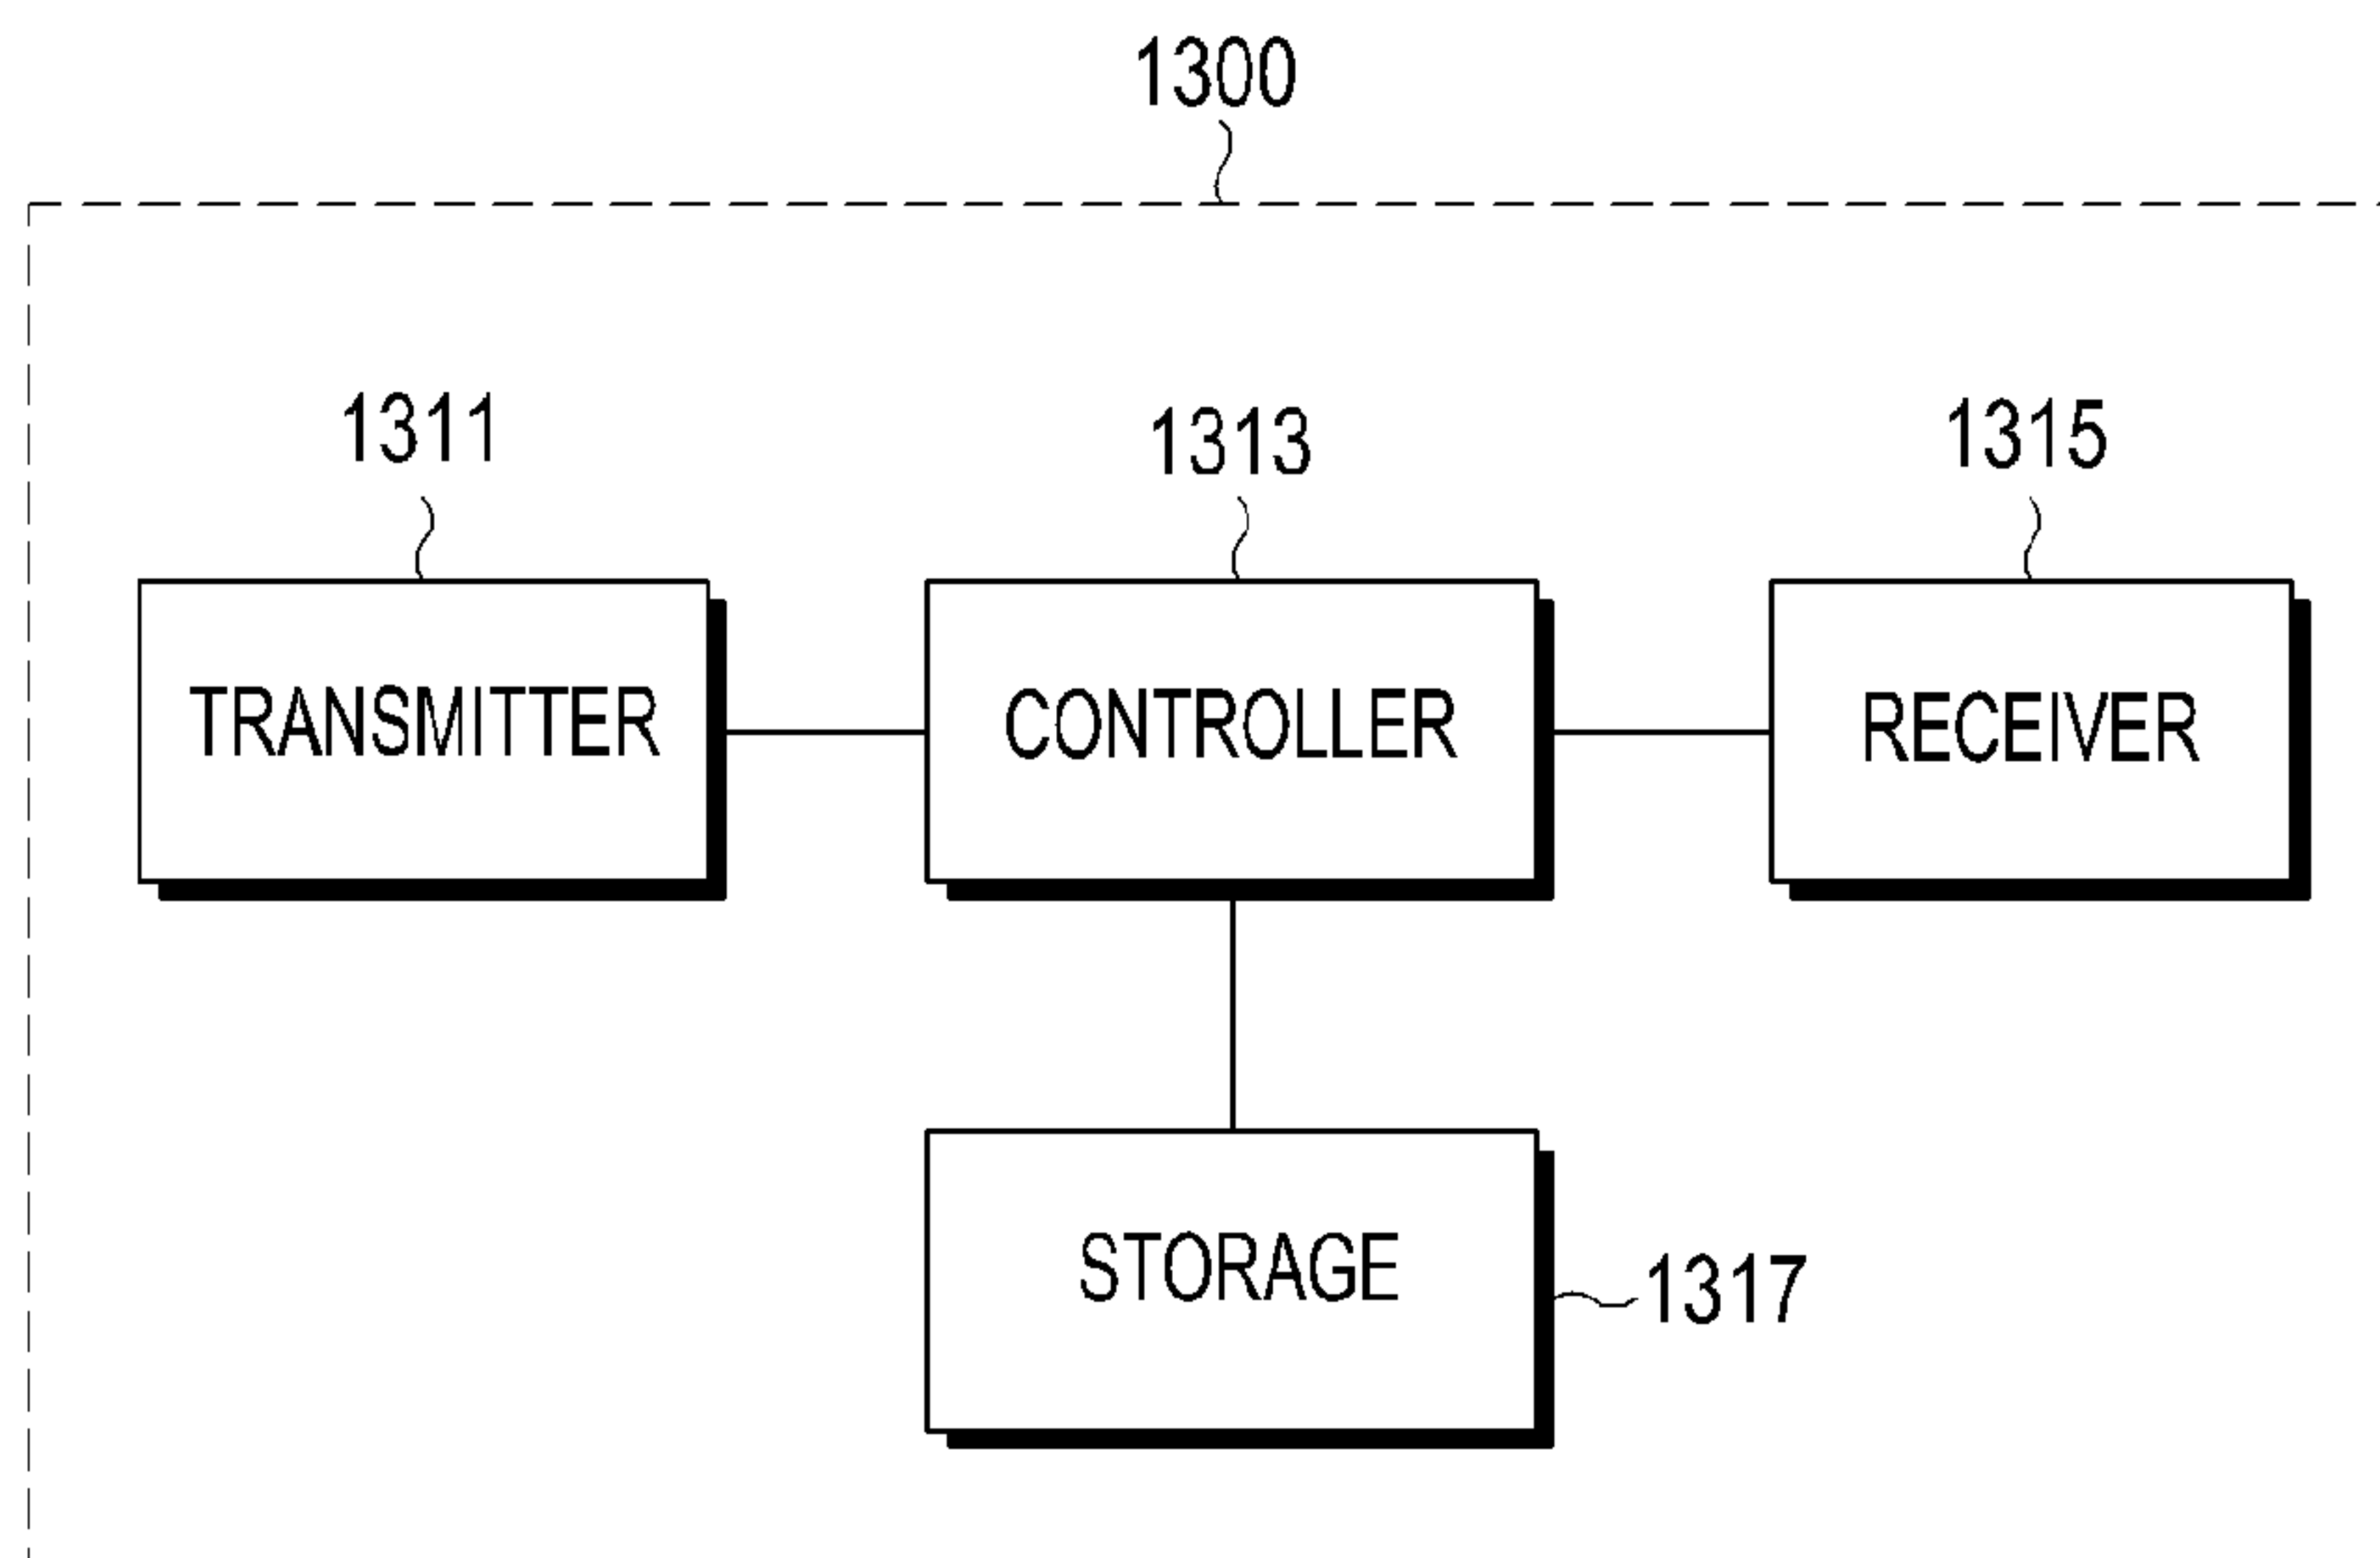 1300
1311
1313
1315
TRANSMITTER
CONTROLLER
RECEIVER
STORAGE
1317